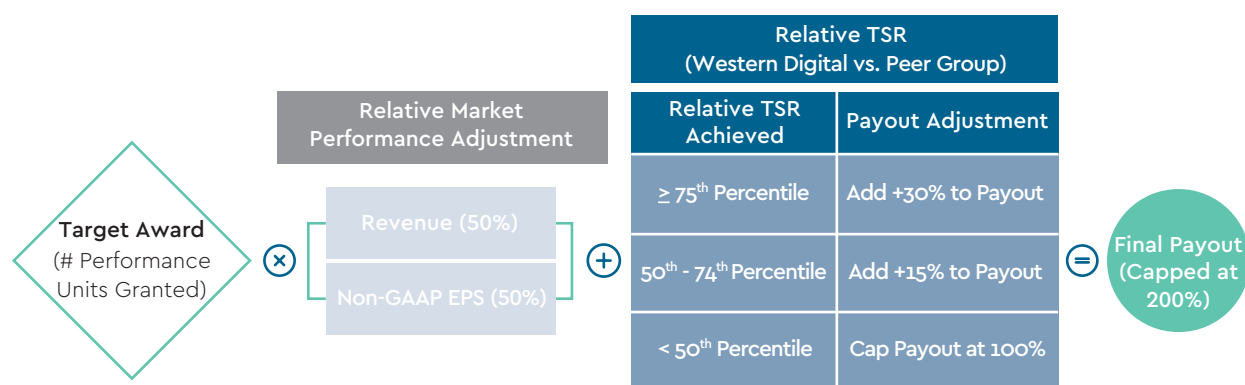 Target Award
(# Performance
Units Granted)
×
Relative Market
Performance Adjustment
Revenue (50%)
Non-GAAP EPS (50%)
+
Relative TSR
(Western Digital vs. Peer Group)
Relative TSR
Achieved
Payout Adjustment
≥ 75th Percentile
Add +30% to Payout
50th - 74th Percentile
Add +15% to Payout
< 50th Percentile
Cap Payout at 100%
=
Final Payout
(Capped at
200%)